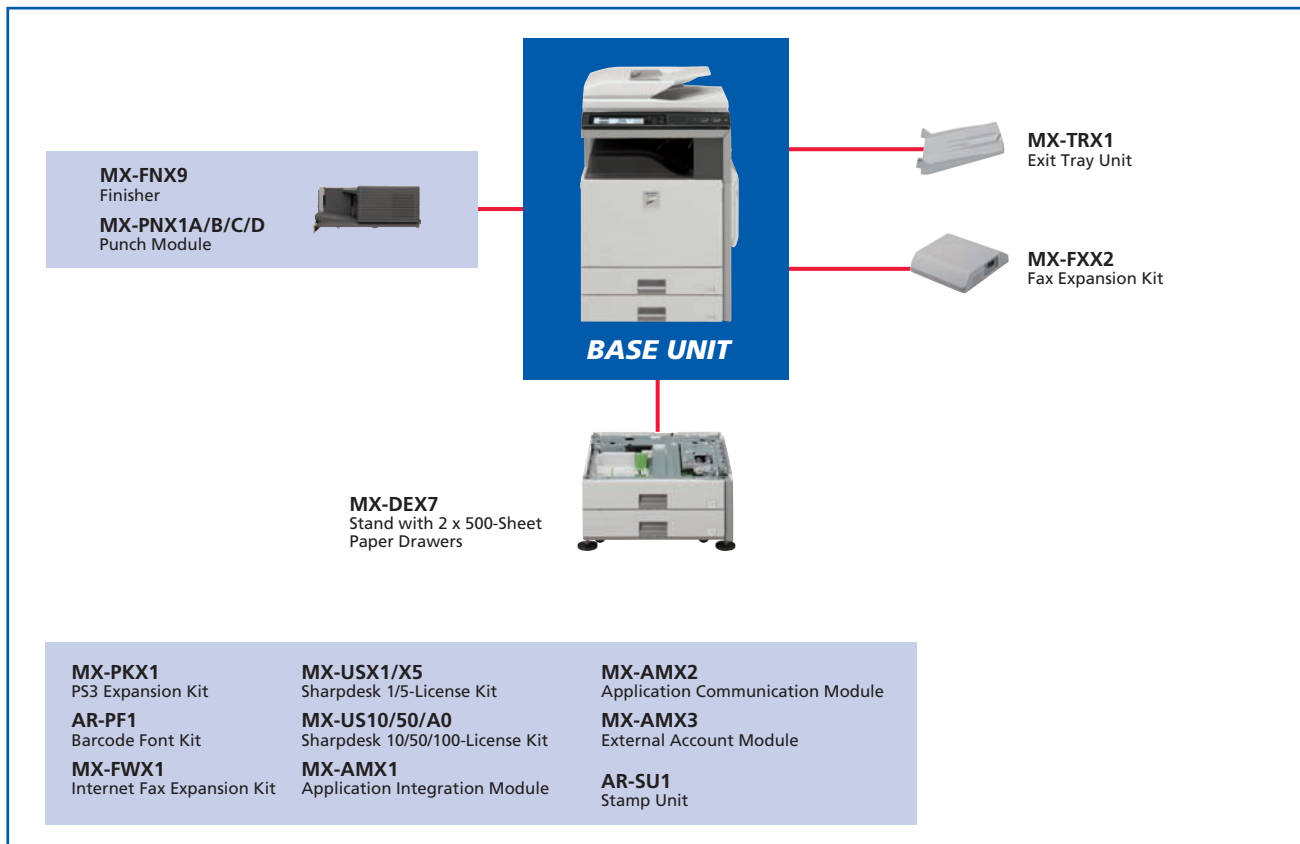 MX-FNX9
Finisher
MX-PNX1A/B/C/D
Punch Module
BASE UNIT
MX-TRX1
Exit Tray Unit
MX-FXX2
Fax Expansion Kit
MX-DEX7
Stand with 2 x 500-Sheet
Paper Drawers
MX-PKX1
PS3 Expansion Kit
AR-PF1
Barcode Font Kit
MX-FWX1
Internet Fax Expansion Kit
MX-USX1/X5
Sharpdesk 1/5-License Kit
MX-US10/50/A0
Sharpdesk 10/50/100-License Kit
MX-AMX1
Application Integration Module
MX-AMX2
Application Communication Module
MX-AMX3
External Account Module
AR-SU1
Stamp Unit